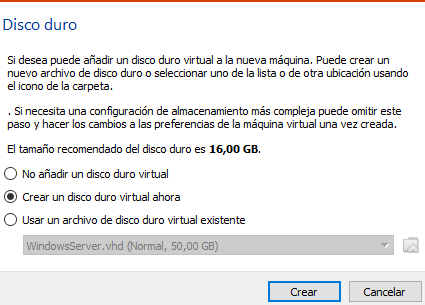 Disco duro
Si desea puede añadir un disco duro virtual a la nueva máquina. Puede crear un
nuevo archivo de disco duro o seleccionar uno de la lista o de otra ubicación usando
el icono de la carpeta.
. Si necesita una configuración de almacenamiento más compleja puede omitir este
paso y hacer los cambios a las preferencias de la máquina virtual una vez creada.
El tamaño recomendado del disco duro es 16,00 GB.
No añadir un disco duro virtual
Crear un disco duro virtual ahora
Usar un archivo de disco duro virtual existente
WindowsServer.vhd (Normal, 50,00 GB)
Crear Cancelar